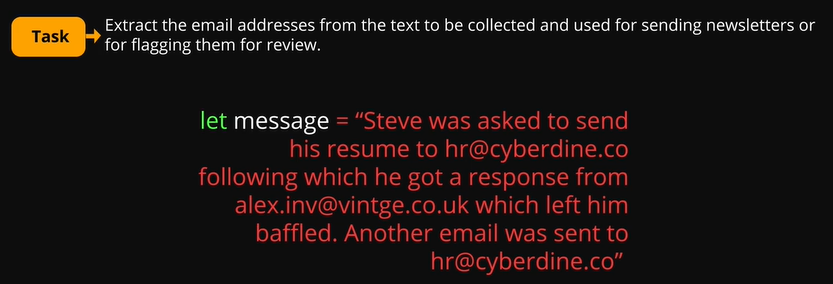 Task
Extract the email addresses from the text to be collected and used for sending newsletters or
for flagging them for review.
let message = “Steve was asked to send
his resume to hr@cyberdine.co
following which he got a response from
alex.inv@vintge.co.uk which left him
baffled. Another email was sent to
hr@cyberdine.co”